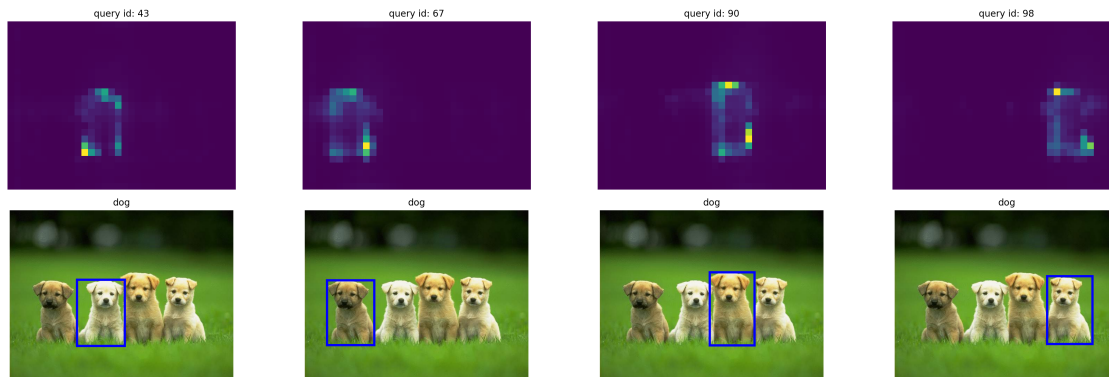 query id: 43
query id: 67
query id: 90
query id: 98
dog
dog
dog
dog